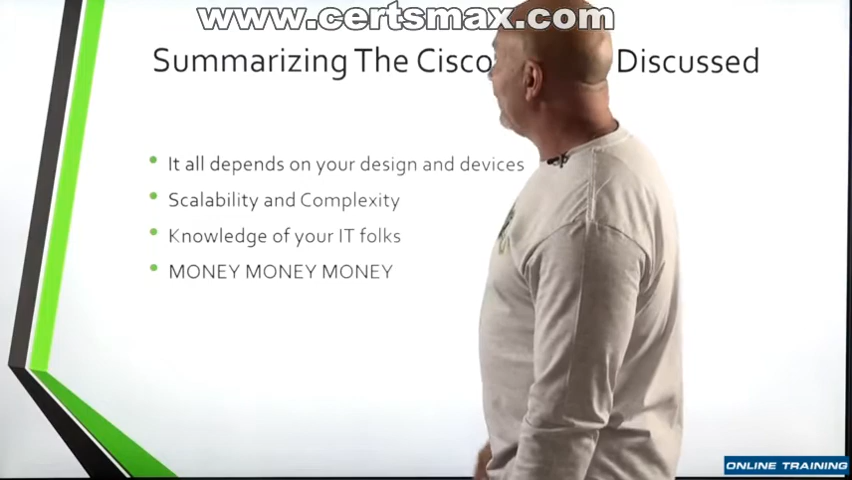 www.certsmax.com
Summarizing The Cisco Discussed
It all depends on your design and devices
Scalability and Complexity
Knowledge of your IT folks
MONEY MONEY MONEY
ONLINE TRAINING